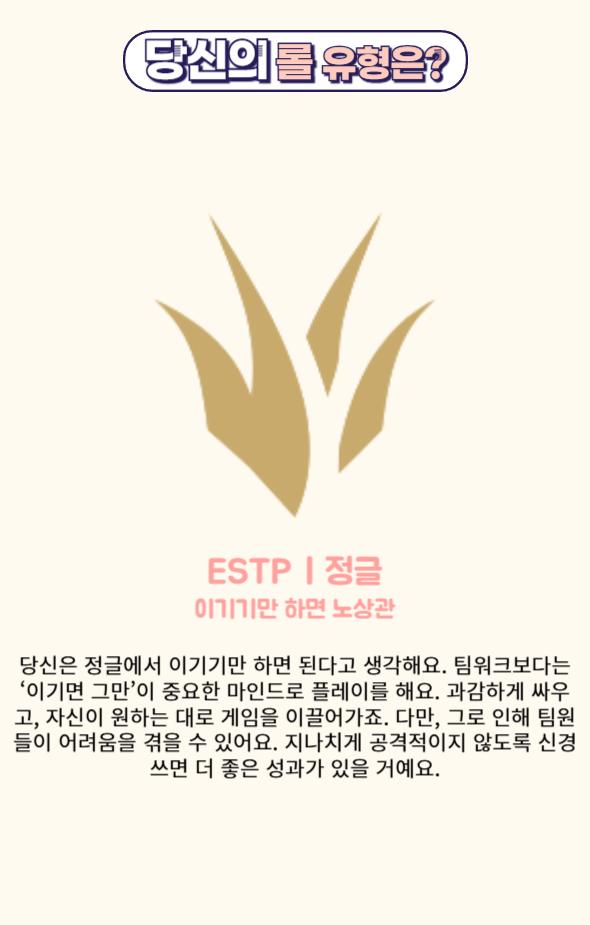 당신의 롤 유형은?
ESTP | 정글
이기기만 하면 노상관
당신은 정글에서 이기기만 하면 된다고 생각해요. 팀워크보다는
‘이기면 그만’이 중요한 마인드로 플레이를 해요. 과감하게 싸우
고, 자신이 원하는 대로 게임을 이끌어가죠. 다만, 그로 인해 팀원
들이 어려움을 겪을 수 있어요. 지나치게 공격적이지 않도록 신경
쓰면 더 좋은 성과가 있을 거예요.